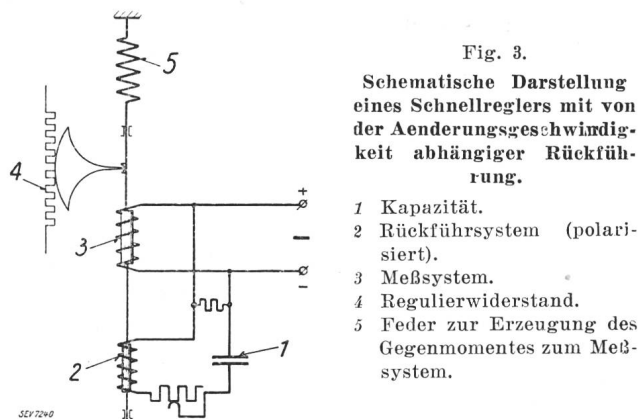 5
4
3
2
1
+
−
−
SEV7240
Fig. 3.
Schematische Darstellung
eines Schnellreglers mit von
der Aenderungsgeschwindig-
keit abhängiger Rückfüh-
rung.
1 Kapazität.
2 Rückführsystem (polari-
siert).
3 Meßsystem.
4 Regulierwiderstand.
5 Feder zur Erzeugung des
Gegenmomentes zum Meß-
system.